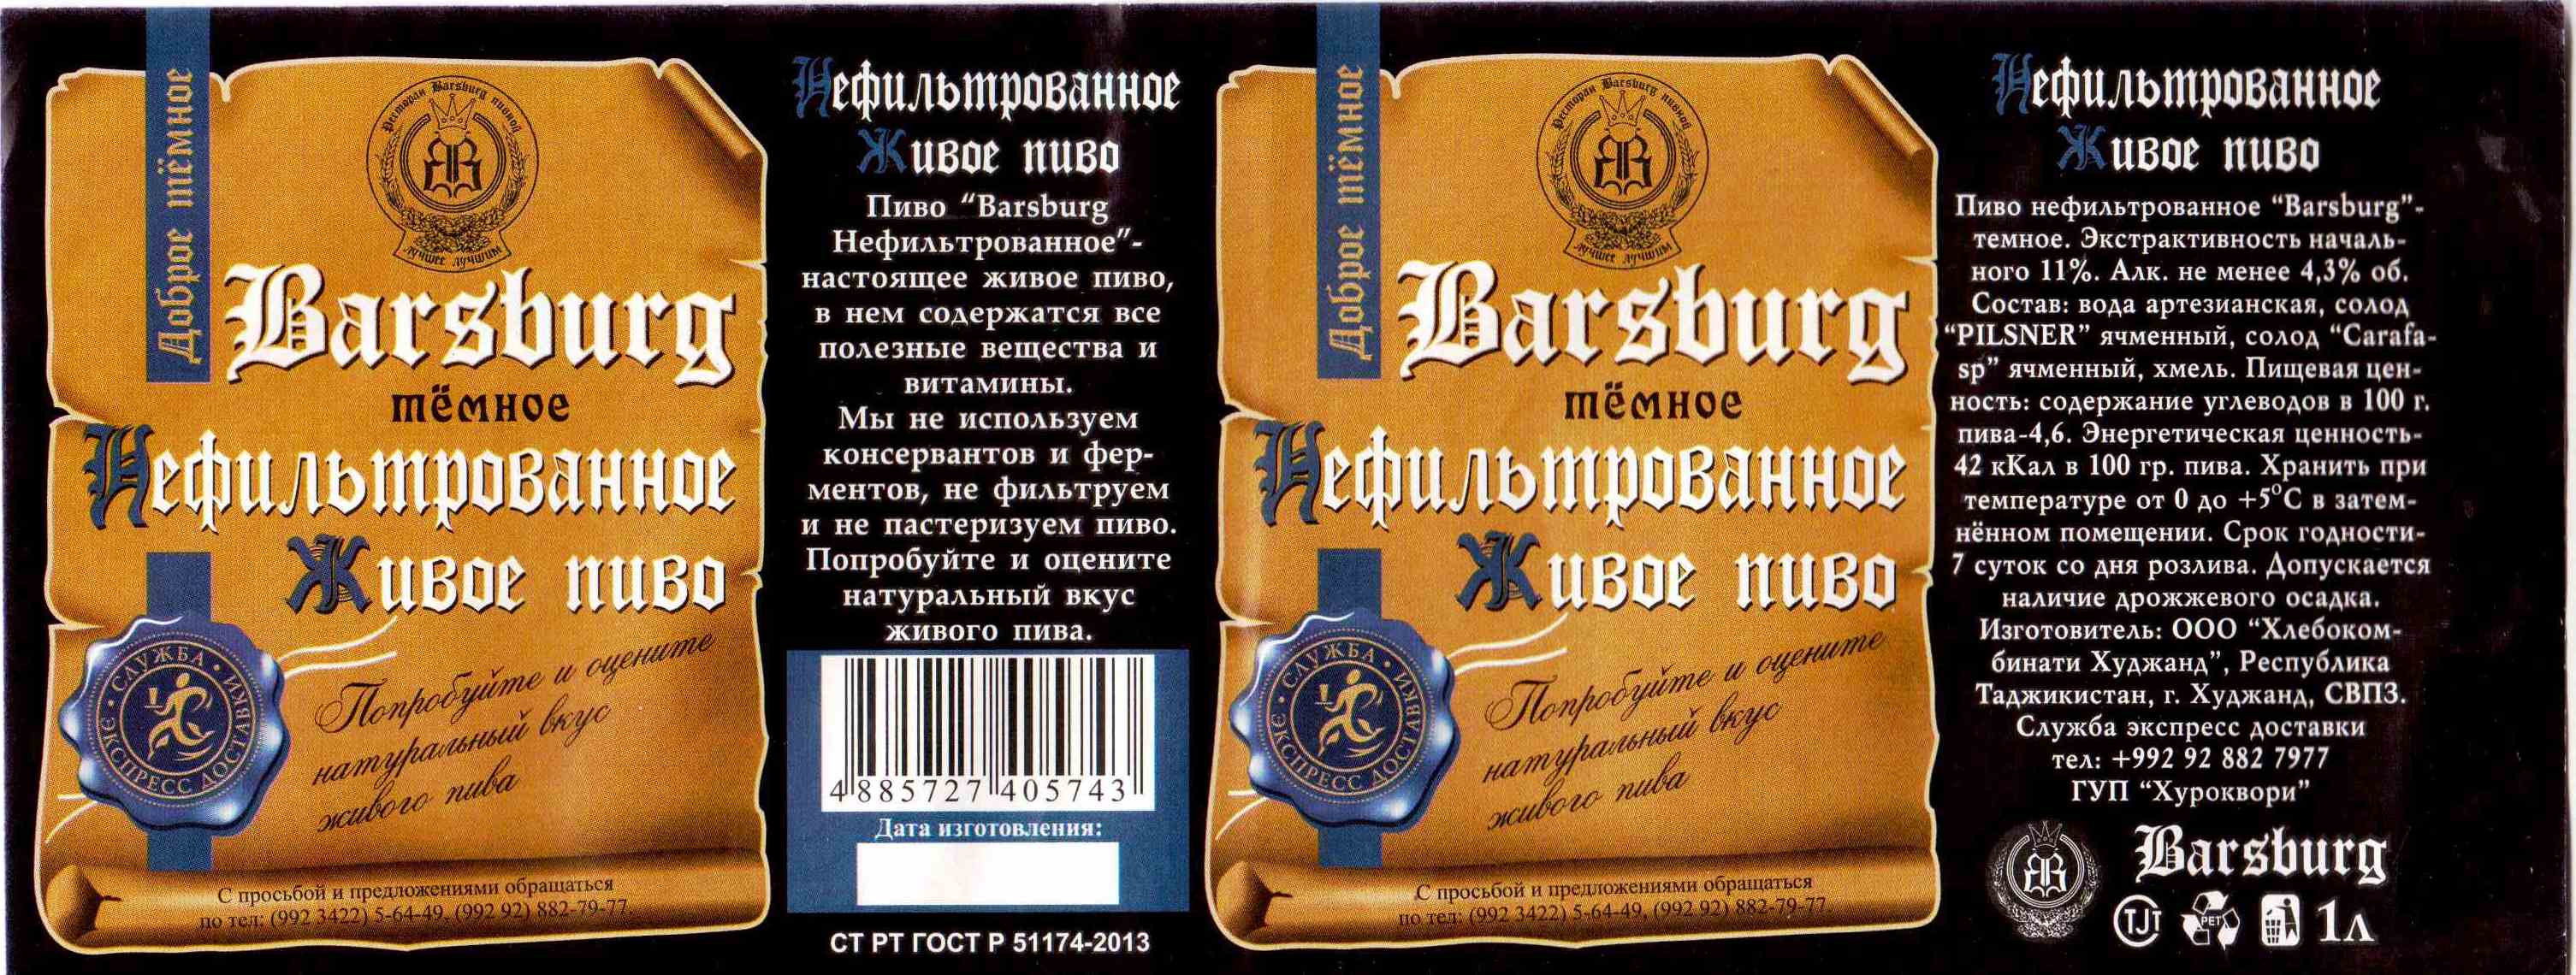 Доброе тёмное
Ресторан Barsburg пивной
лучшее лучшим
Barsburg
тёмное
Нефильтрованное
Живое пиво
СЛУЖБА
ЭКСПРЕСС ДОСТАВКИ
Попробуйте и оцените
натуральный вкус
живого пива
С просьбой и предложениями обращаться
по тел: (992 3422) 5-64-49, (992 92) 882-79-77.
Нефильтрованное
Живое пиво
Пиво “Barsburg
Нефильтрованное”-
настоящее живое пиво,
в нем содержатся все
полезные вещества и
витамины.
Мы не используем
консервантов и фер-
ментов, не фильтруем
и не пастеризуем пиво.
Попробуйте и оцените
натуральный вкус
живого пива.
4 885727 405743
Дата изготовления:
СТ РТ ГОСТ Р 51174-2013
Доброе тёмное
Ресторан Barsburg пивной
лучшее лучшим
Barsburg
тёмное
Нефильтрованное
Живое пиво
СЛУЖБА
ЭКСПРЕСС ДОСТАВКИ
Попробуйте и оцените
натуральный вкус
живого пива
С просьбой и предложениями обращаться
по тел: (992 3422) 5-64-49, (992 92) 882-79-77.
Нефильтрованное
Живое пиво
Пиво нефильтрованное “Barsburg”-
темное. Экстрактивность началь-
ного 11%. Алк. не менее 4,3% об.
Состав: вода артезианская, солод
“PILSNER” ячменный, солод “Carafa-
sp” ячменный, хмель. Пищевая цен-
ность: содержание углеводов в 100 г.
пива-4,6. Энергетическая ценность-
42 кКал в 100 гр. пива. Хранить при
температуре от 0 до +5°С в затем-
нённом помещении. Срок годности-
7 суток со дня розлива. Допускается
наличие дрожжевого осадка.
Изготовитель: ООО “Хлебоком-
бинати Худжанд”, Республика
Таджикистан, г. Худжанд, СВПЗ.
Служба экспресс доставки
тел: +992 92 882 7977
ГУП “Хуроквори”
Barsburg
TJT
PET
1л